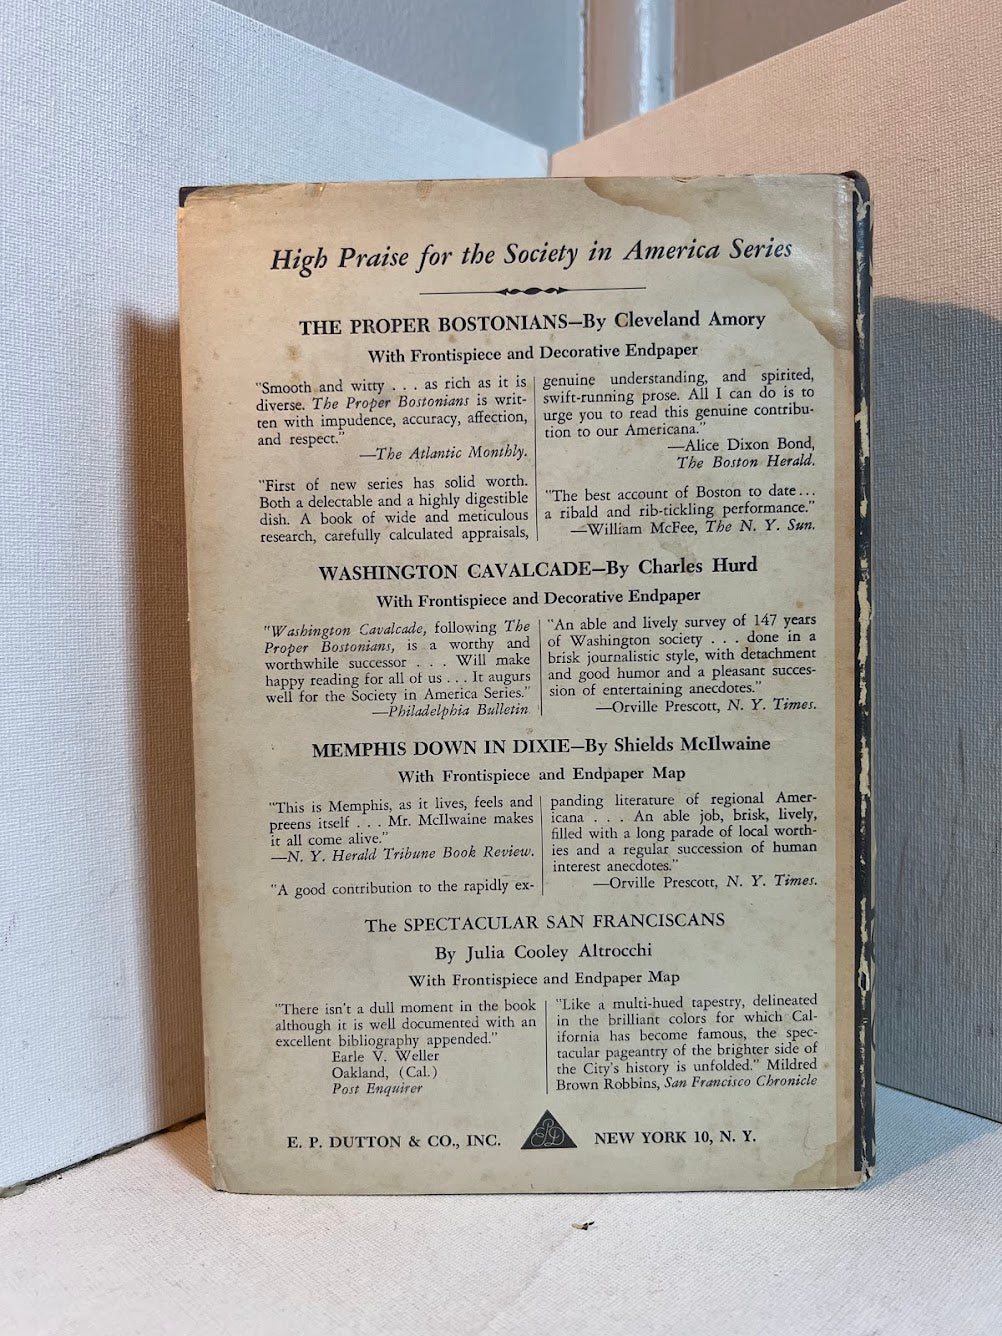 High Praise for the Society in America Series
THE PROPER BOSTONIANS—By Cleveland Amory
With Frontispiece and Decorative Endpaper
"Smooth and witty . . . as rich as it is
diverse. The Proper Bostonians is writ-
ten with impudence, accuracy, affection,
and respect."
—The Atlantic Monthly.
"First of new series has solid worth.
Both a delectable and a highly digestible
dish. A book of wide and meticulous
research, carefully calculated appraisals,
genuine understanding, and spirited,
swift-running prose. All I can do is to
urge you to read this genuine contribu-
tion to our Americana."
—Alice Dixon Bond,
The Boston Herald.
"The best account of Boston to date...
a ribald and rib-tickling performance."
—William McFee, The N. Y. Sun.
WASHINGTON CAVALCADE—By Charles Hurd
With Frontispiece and Decorative Endpaper
"Washington Cavalcade, following The
Proper Bostonians, is a worthy and
worthwhile successor . . . Will make
happy reading for all of us . . . It augurs
well for the Society in America Series."
—Philadelphia Bulletin
"An able and lively survey of 147 years
of Washington society . . . done in a
brisk journalistic style, with detachment
and good humor and a pleasant succes-
sion of entertaining anecdotes."
—Orville Prescott, N. Y. Times.
MEMPHIS DOWN IN DIXIE—By Shields McIlwaine
With Frontispiece and Endpaper Map
"This is Memphis, as it lives, feels and
preens itself . . . Mr. McIlwaine makes
it all come alive."
—N. Y. Herald Tribune Book Review.
"A good contribution to the rapidly ex-
panding literature of regional Amer-
icana . . . An able job, brisk, lively,
filled with a long parade of local worth-
ies and a regular succession of human
interest anecdotes."
—Orville Prescott, N. Y. Times.
The SPECTACULAR SAN FRANCISCANS
By Julia Cooley Altrocchi
With Frontispiece and Endpaper Map
"There isn't a dull moment in the book
although it is well documented with an
excellent bibliography appended."
Earle V. Weller
Oakland, (Cal.)
Post Enquirer
"Like a multi-hued tapestry, delineated
in the brilliant colors for which Cal-
ifornia has become famous, the spec-
tacular pageantry of the brighter side of
the City's history is unfolded." Mildred
Brown Robbins, San Francisco Chronicle
E. P. DUTTON & CO., INC.
EPD
NEW YORK 10, N. Y.